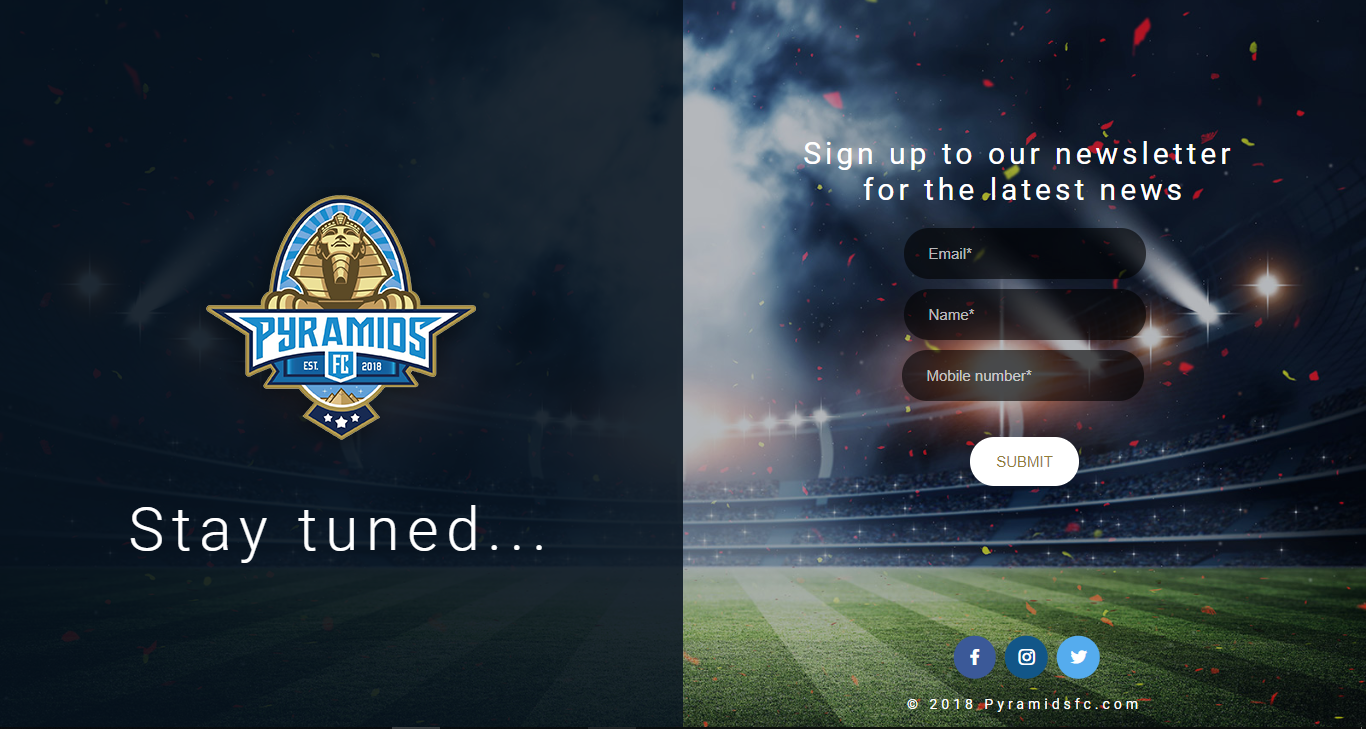 PYRAMIDS
EST. FC 2018
Stay tuned...
Sign up to our newsletter
for the latest news
Email*
Name*
Mobile number*
SUBMIT
© 2018 Pyramidsfc.com